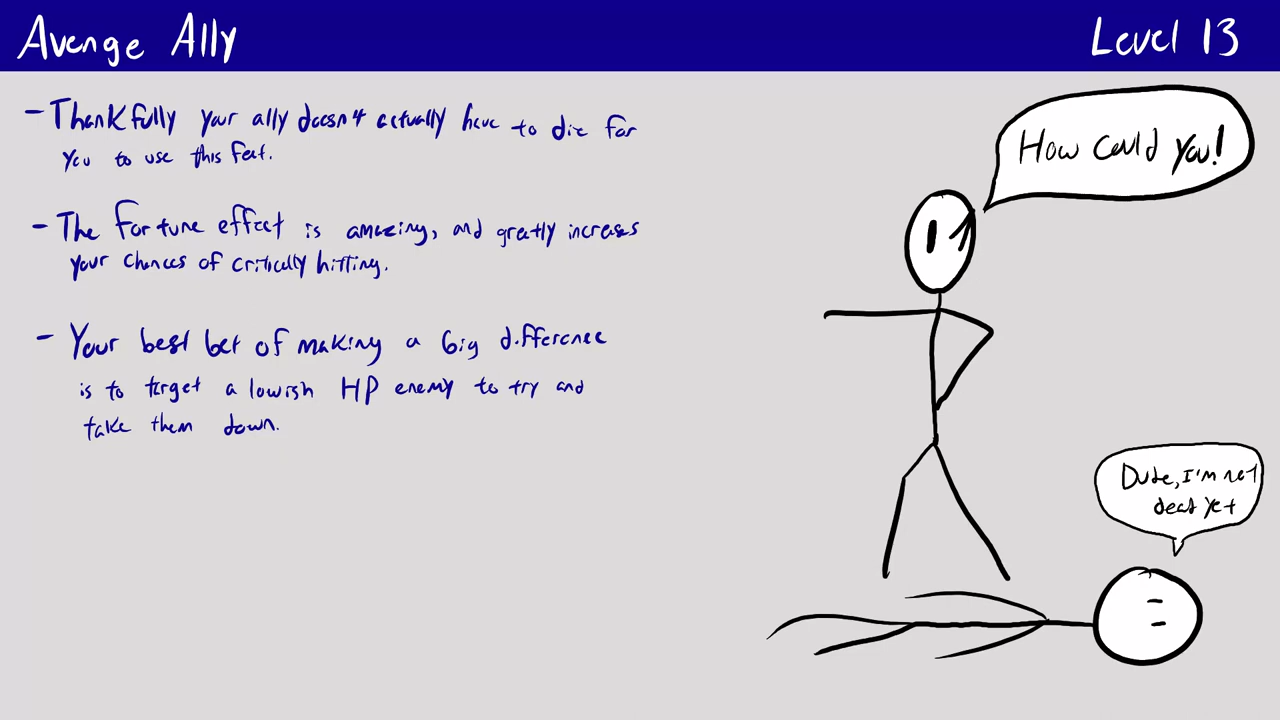 Avenge Ally
Level 13
- Thankfully your ally doesn't actually have to die for
you to use this feat.
- The fortune effect is amazing, and greatly increases
your chances of critically hitting.
- Your best bet of making a big difference
is to target a lowish HP enemy to try and
take them down.
How could you!
Dude, I'm not
dead yet